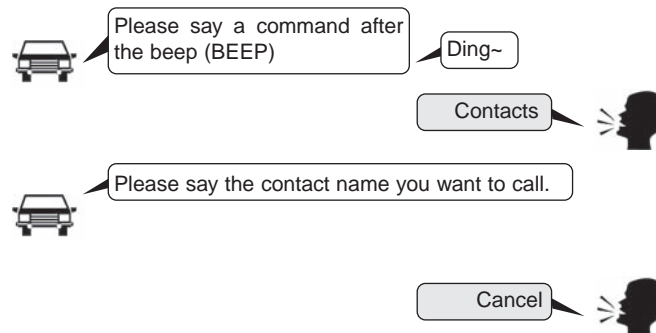 Please say a command after
the beep (BEEP)
Ding~
Contacts
Please say the contact name you want to call.
Cancel